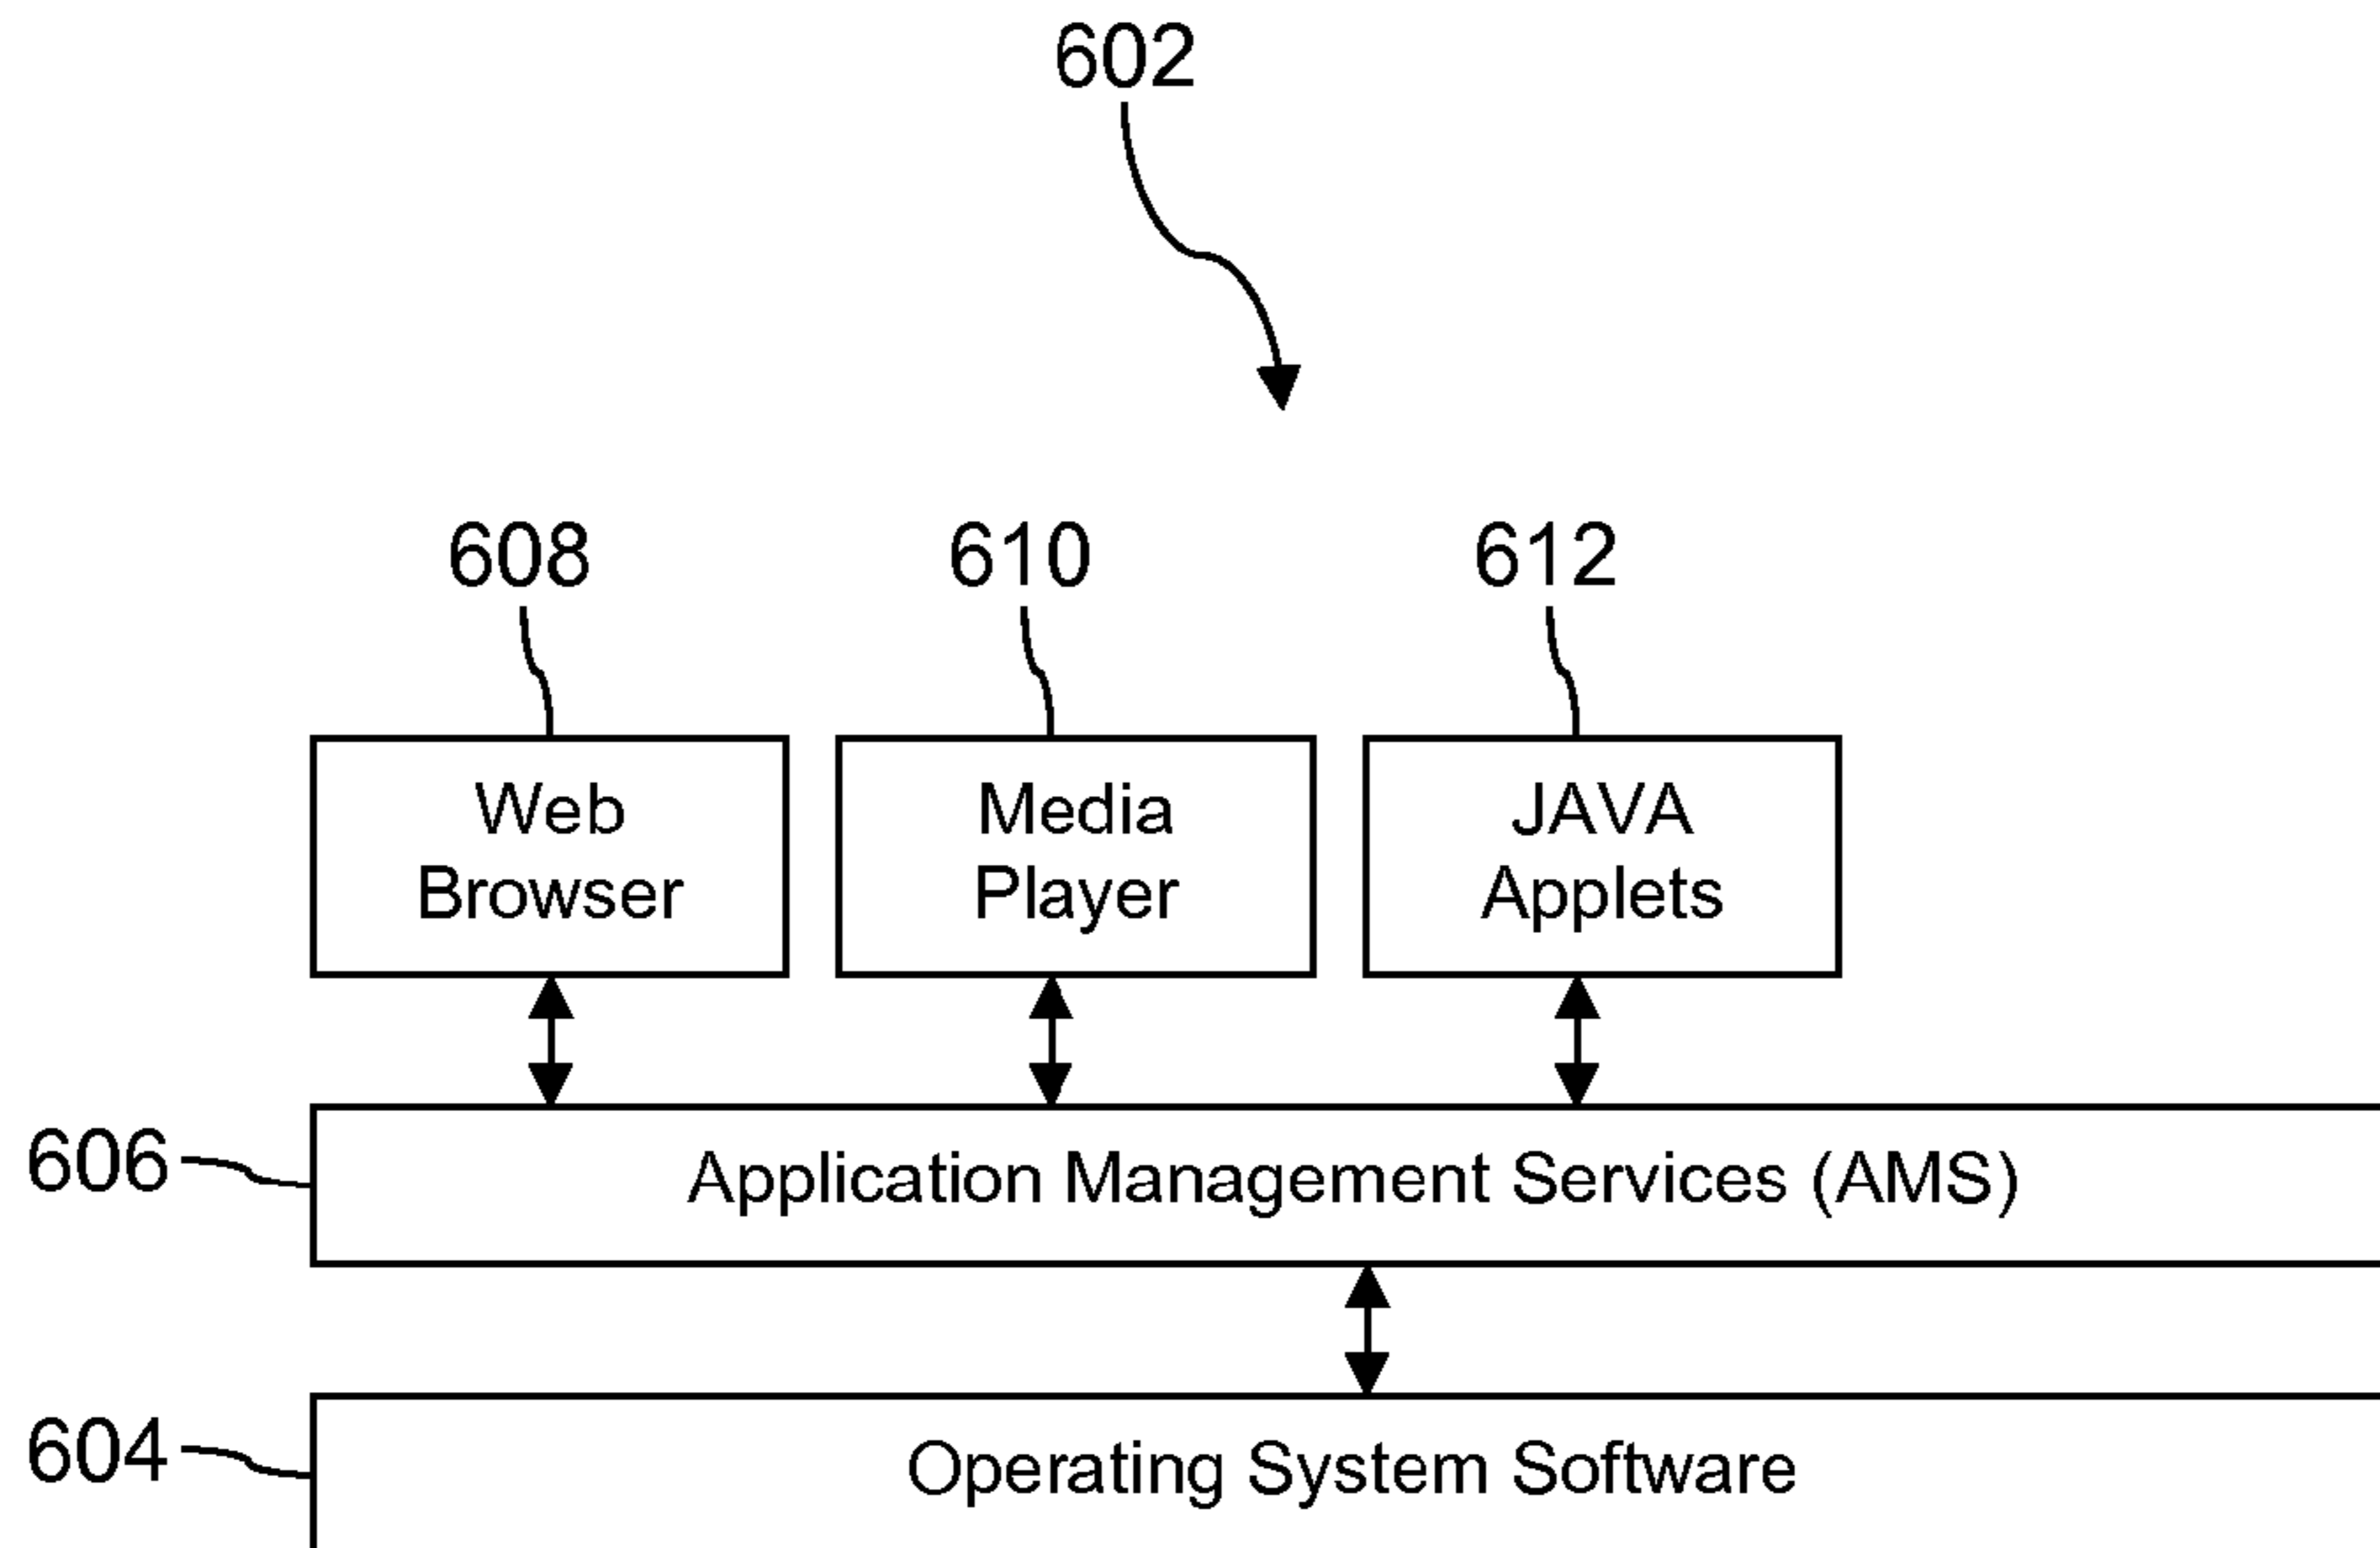 602
608
610
612
Web
Browser
Media
Player
JAVA
Applets
606
Application Management Services (AMS)
604
Operating System Software